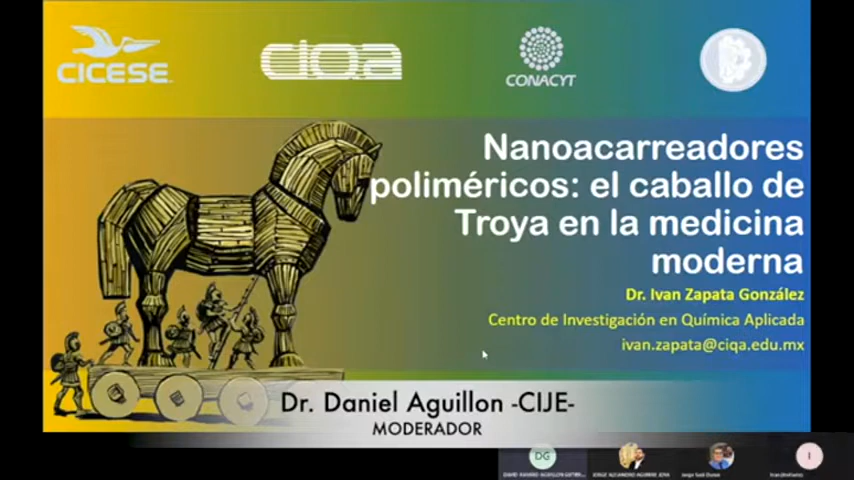 CICESE
CIQA
CONACYT
Nanoacarreadores
poliméricos: el caballo de
Troya en la medicina
moderna
Dr. Ivan Zapata González
Centro de Investigación en Química Aplicada
ivan.zapata@ciqa.edu.mx
Dr. Daniel Aguillon -CIJE-
MODERADOR
DG
I